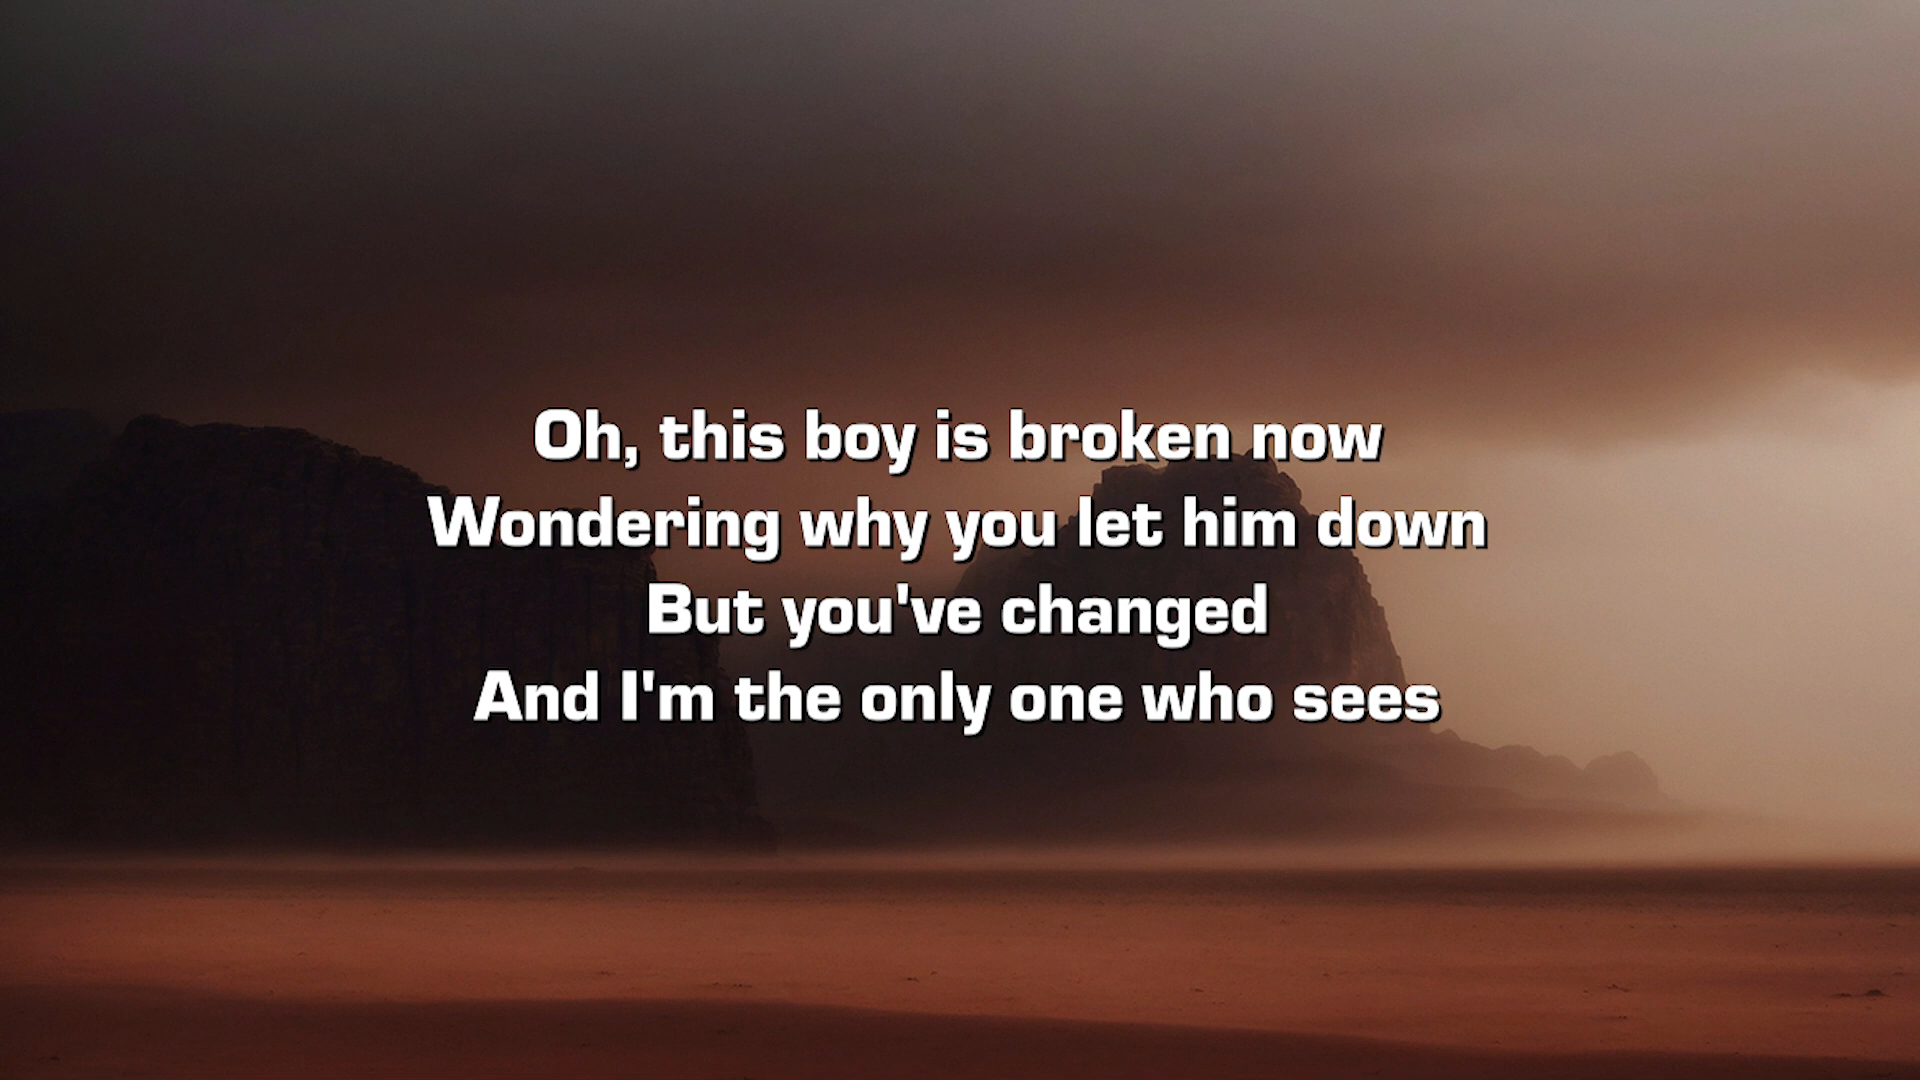 Oh, this boy is broken now
Wondering why you let him down
But you've changed
And I'm the only one who sees